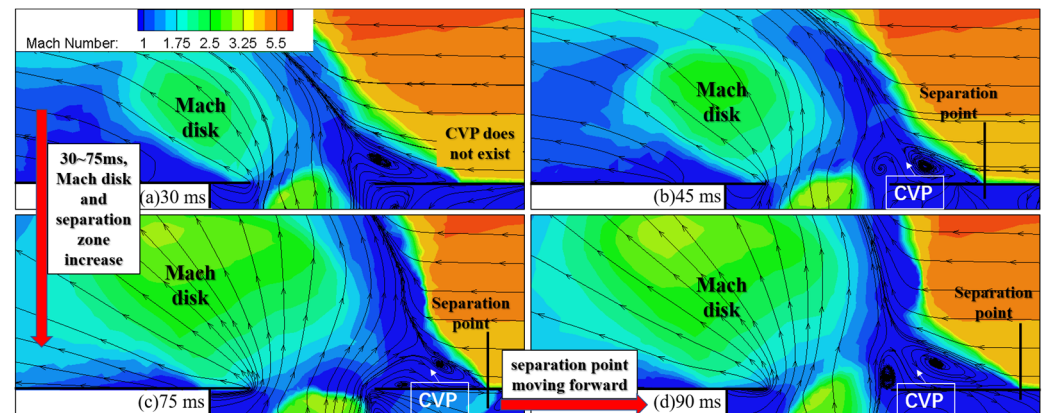 Mach Number: 1 1.75 2.5 3.25 5.5
Mach
disk
CVP does
not exist
(a)30 ms
Mach
disk
Separation
point
CVP
(b)45 ms
30~75ms,
Mach disk
and
separation
zone
increase
Mach
disk
Separation
point
CVP
(c)75 ms
separation point
moving forward
Mach
disk
Separation
point
CVP
(d)90 ms